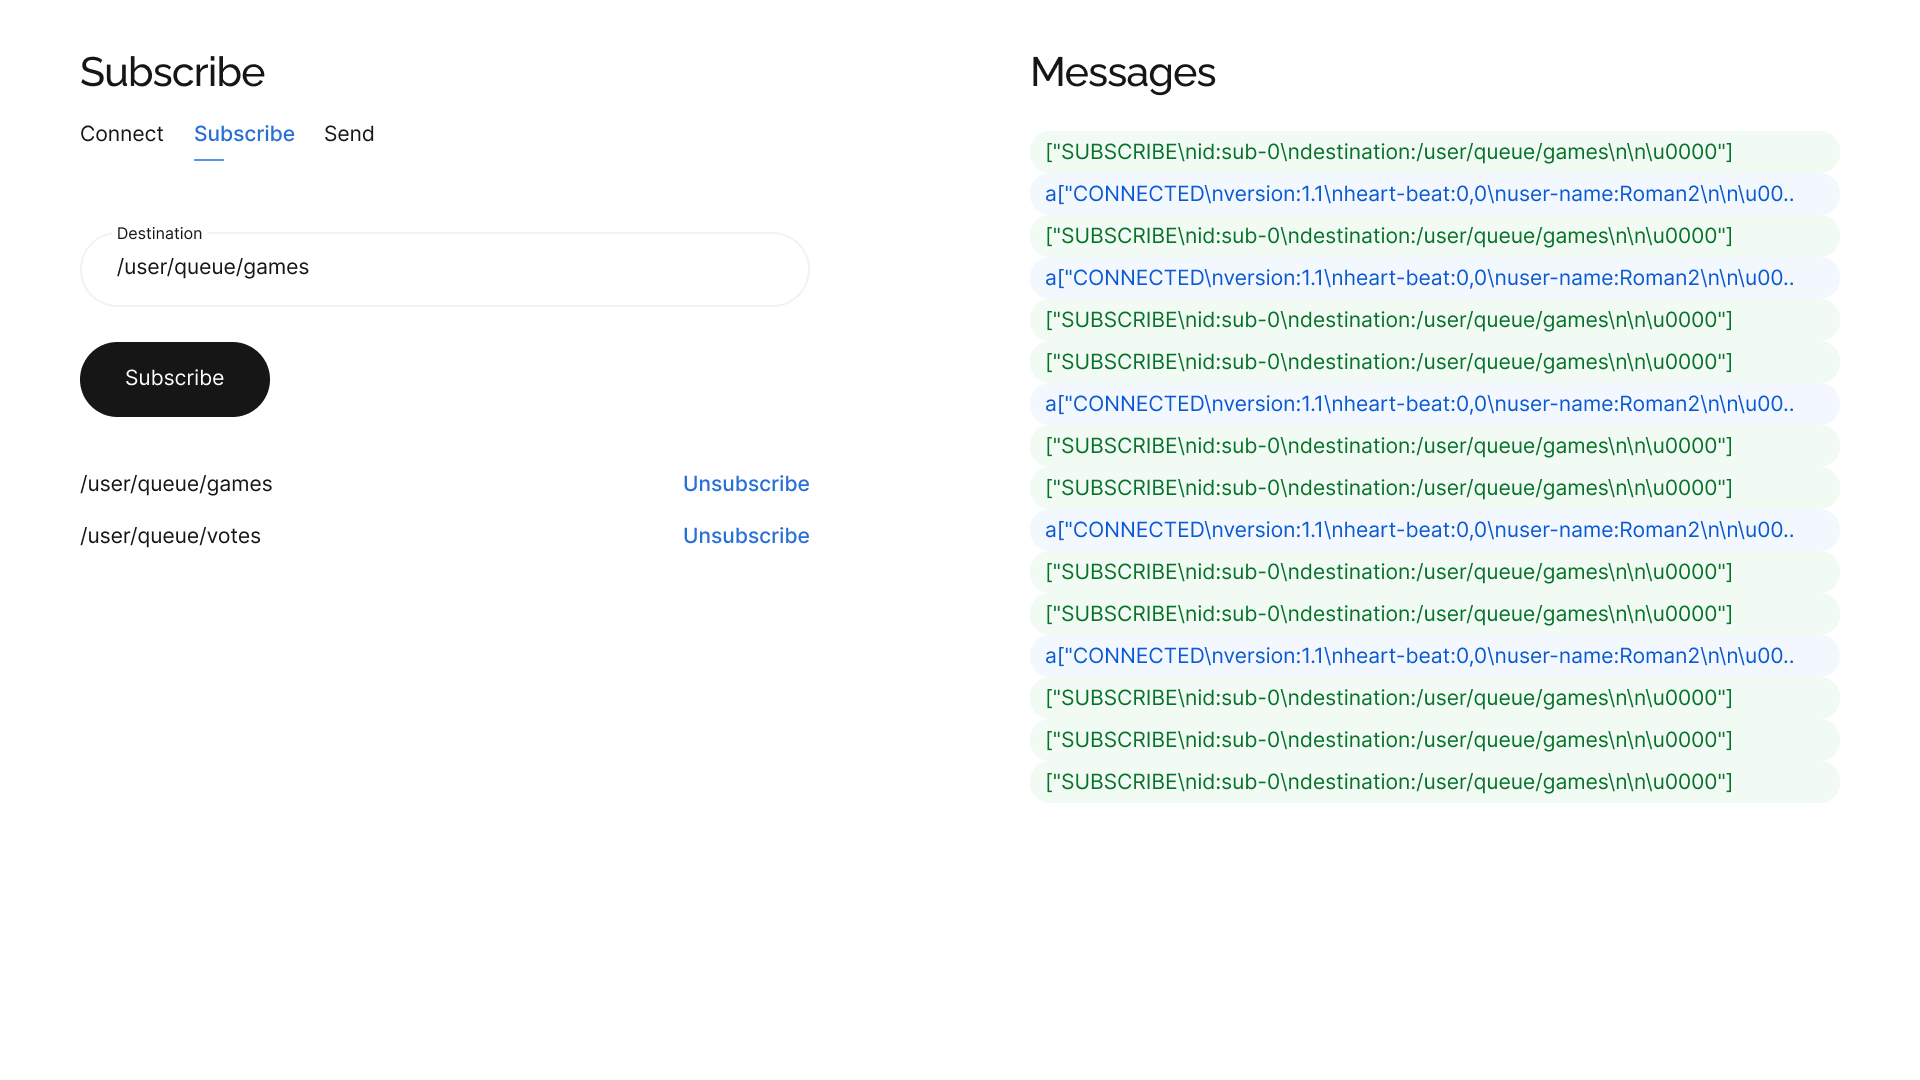 Subscribe
Connect Subscribe Send
Destination
/user/queue/games
Subscribe
/user/queue/games Unsubscribe
/user/queue/votes Unsubscribe
Messages
["SUBSCRIBE\nid:sub-0\ndestination:/user/queue/games\n\n\u0000"]
a["CONNECTED\nversion:1.1\nheart-beat:0,0\nuser-name:Roman2\n\n\u00..
["SUBSCRIBE\nid:sub-0\ndestination:/user/queue/games\n\n\u0000"]
a["CONNECTED\nversion:1.1\nheart-beat:0,0\nuser-name:Roman2\n\n\u00..
["SUBSCRIBE\nid:sub-0\ndestination:/user/queue/games\n\n\u0000"]
["SUBSCRIBE\nid:sub-0\ndestination:/user/queue/games\n\n\u0000"]
a["CONNECTED\nversion:1.1\nheart-beat:0,0\nuser-name:Roman2\n\n\u00..
["SUBSCRIBE\nid:sub-0\ndestination:/user/queue/games\n\n\u0000"]
["SUBSCRIBE\nid:sub-0\ndestination:/user/queue/games\n\n\u0000"]
a["CONNECTED\nversion:1.1\nheart-beat:0,0\nuser-name:Roman2\n\n\u00..
["SUBSCRIBE\nid:sub-0\ndestination:/user/queue/games\n\n\u0000"]
["SUBSCRIBE\nid:sub-0\ndestination:/user/queue/games\n\n\u0000"]
a["CONNECTED\nversion:1.1\nheart-beat:0,0\nuser-name:Roman2\n\n\u00..
["SUBSCRIBE\nid:sub-0\ndestination:/user/queue/games\n\n\u0000"]
["SUBSCRIBE\nid:sub-0\ndestination:/user/queue/games\n\n\u0000"]
["SUBSCRIBE\nid:sub-0\ndestination:/user/queue/games\n\n\u0000"]